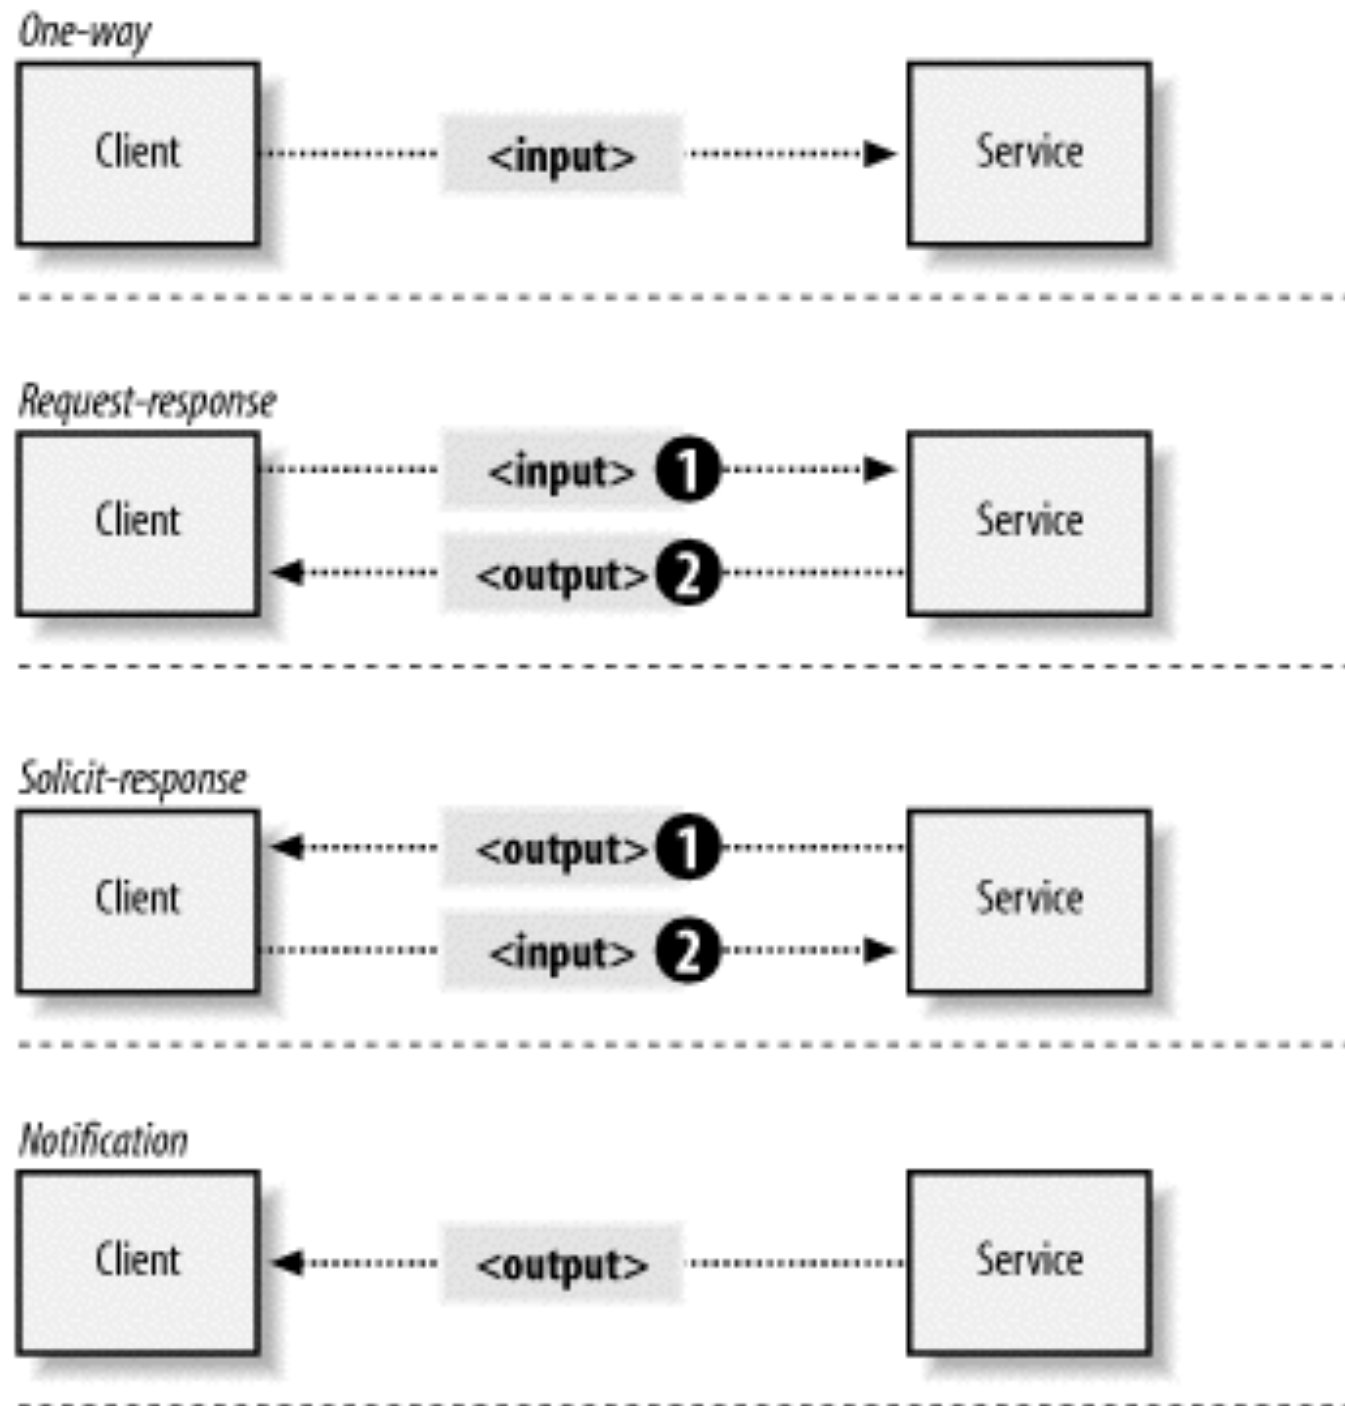 One-way
Client <input> Service
Request-response
<input> 1
Client Service
<output> 2
Solicit-response
<output> 1
Client Service
<input> 2
Notification
Client <output> Service